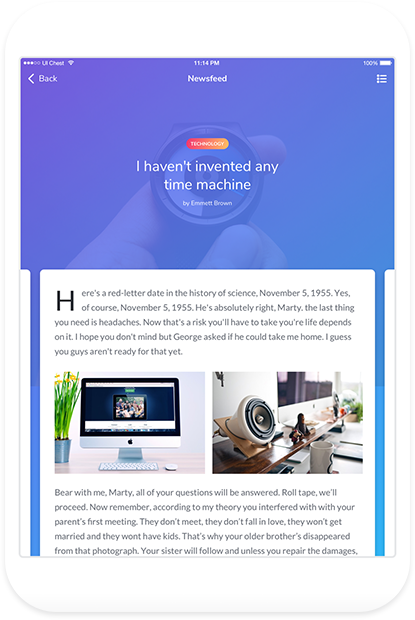 UI Chest
11:14 PM
100%
Back
Newsfeed
TECHNOLOGY
I haven't invented any
time machine
by Emmett Brown
Here's a red-letter date in the history of science, November 5, 1955. Yes,
of course, November 5, 1955. He's absolutely right, Marty. the last thing
you need is headaches. Now that's a risk you'll have to take you're life depends
on it. I hope you don't mind but George asked if he could take me home. I guess
you guys aren't ready for that yet.
Bear with me, Marty, all of your questions will be answered. Roll tape, we'll
proceed. Now remember, according to my theory you interfered with with your
parent's first meeting. They don't meet, they don't fall in love, they won't get
married and they wont have kids. That's why your older brother's disappeared
from that photograph. Your sister will follow and unless you repair the damages,